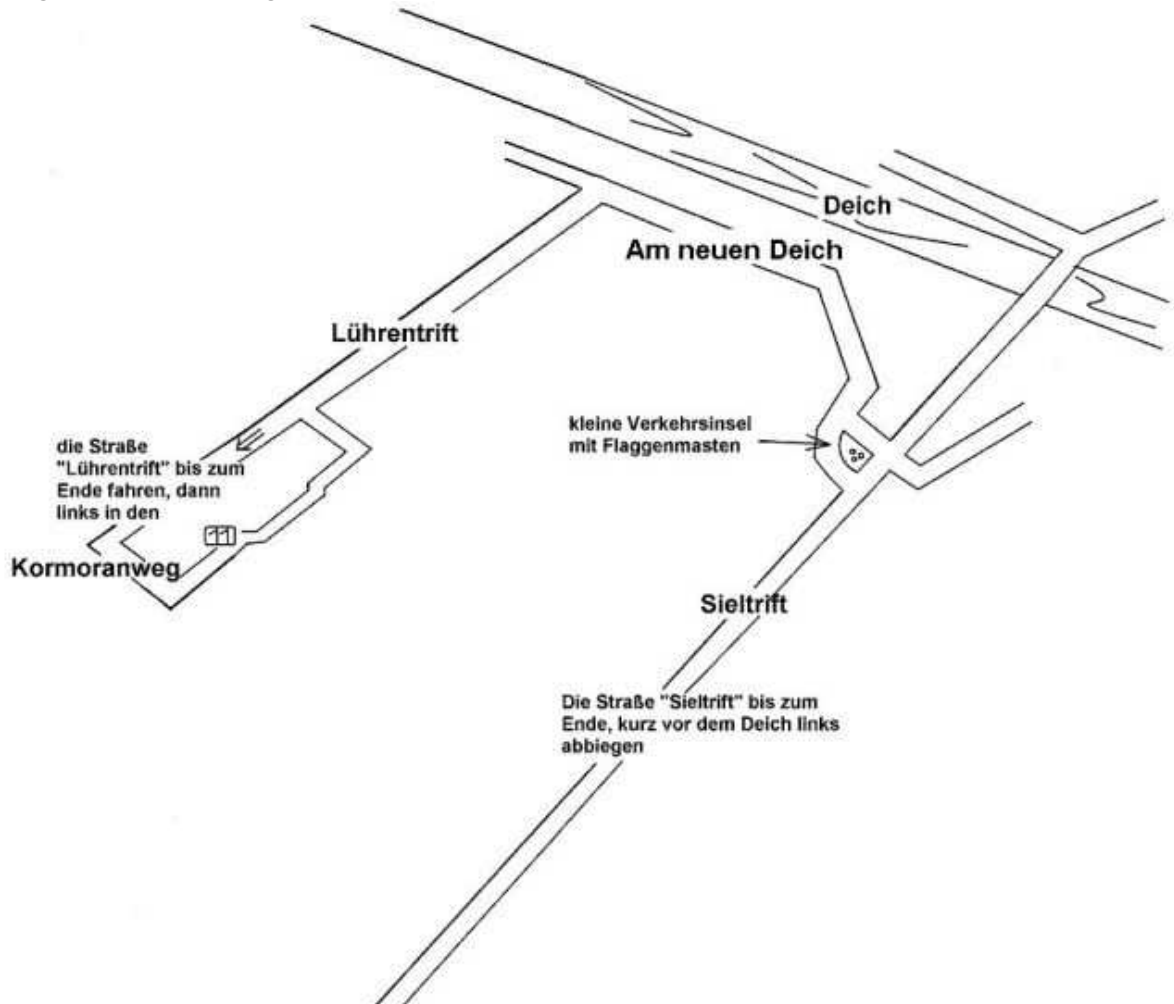 Deich
Am neuen Deich
Lührentrift
kleine Verkehrsinsel
mit Flaggenmasten
die Straße
"Lührentrift" bis zum
Ende fahren, dann
links in den
Kormoranweg
11
Sieltrift
Die Straße "Sieltrift" bis zum
Ende, kurz vor dem Deich links
abbiegen